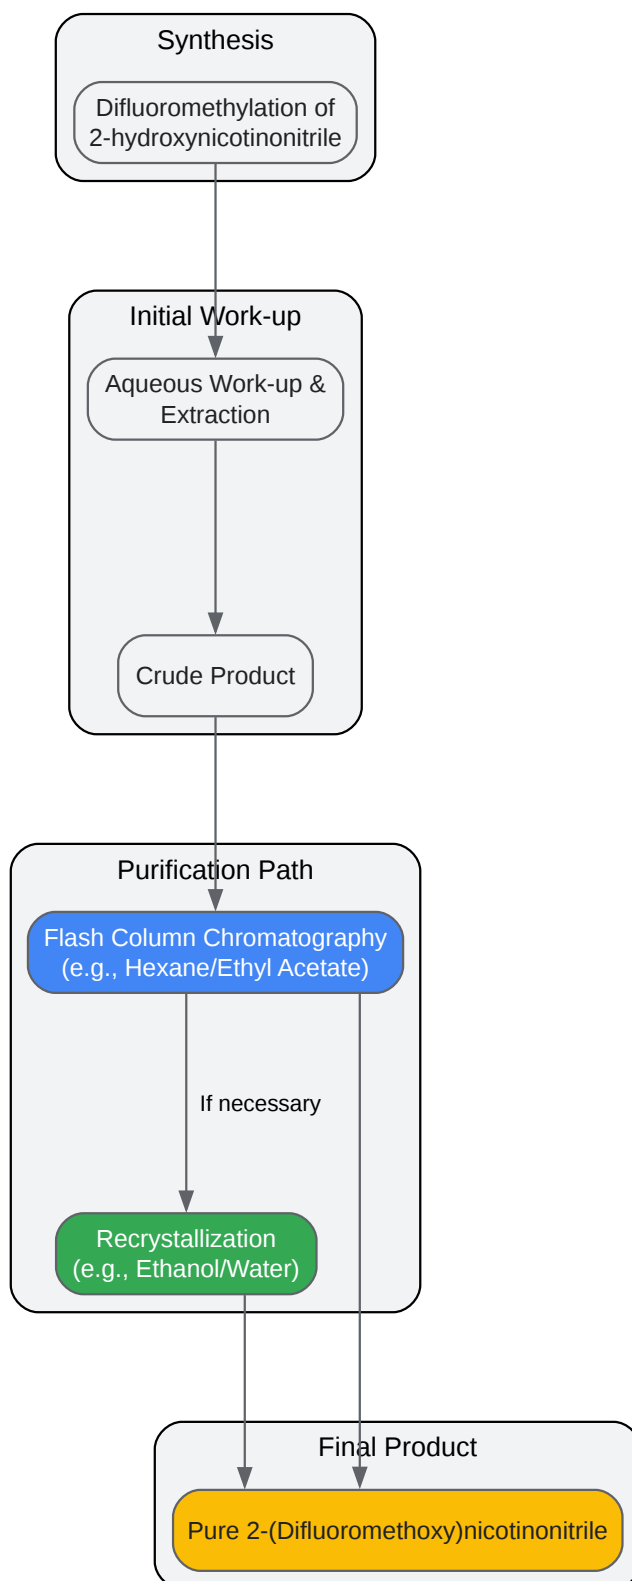 Synthesis
Difluoromethylation of
2-hydroxynicotinonitrile
Initial Work-up
Aqueous Work-up &
Extraction
Crude Product
Purification Path
Flash Column Chromatography
(e.g., Hexane/Ethyl Acetate)
If necessary
Recrystallization
(e.g., Ethanol/Water)
Final Product
Pure 2-(Difluoromethoxy)nicotinonitrile